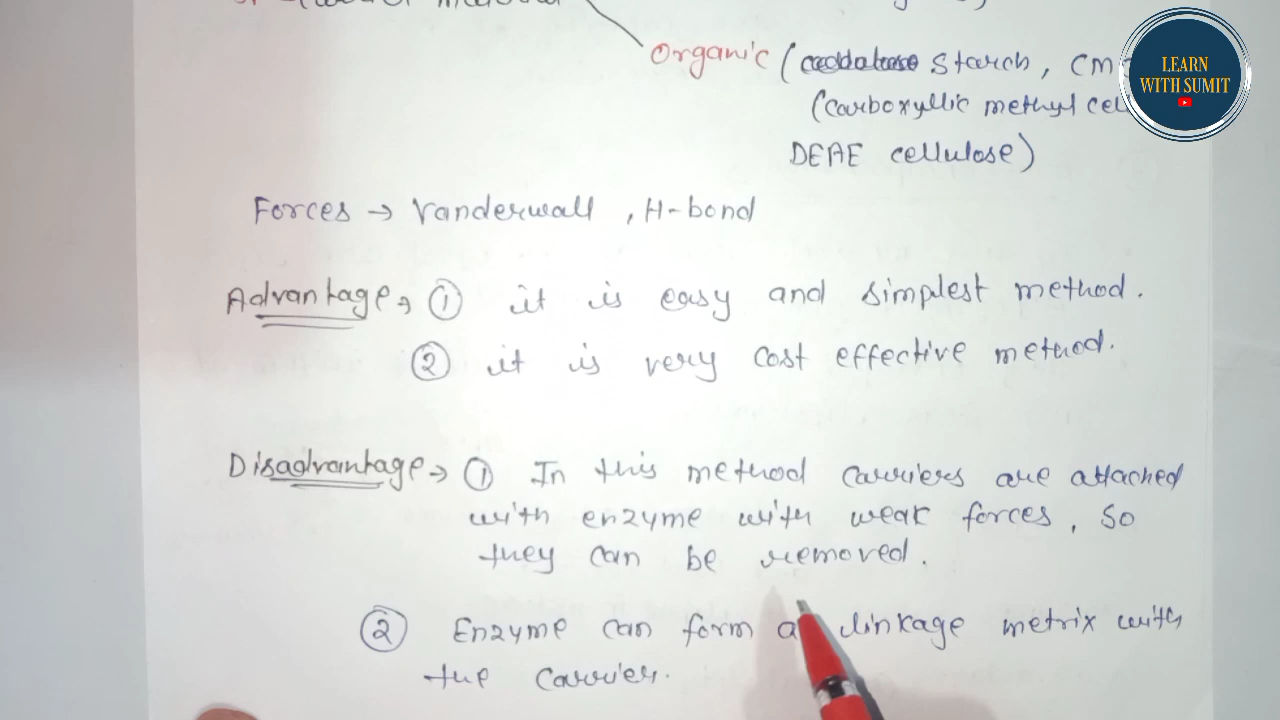 Organic ( Starch, CM
(carboxyllic methyl cel
DEAE cellulose)
LEARN
WITH SUMIT
Forces → Vanderwall, H-bond
Advantage → ① it is easy and simplest method.
② it is very cost effective method.
Disadvantage → ① In this method carriers are attached
with enzyme with weak forces, so
they can be removed.
② Enzyme can form a linkage metrix with
the carrier.